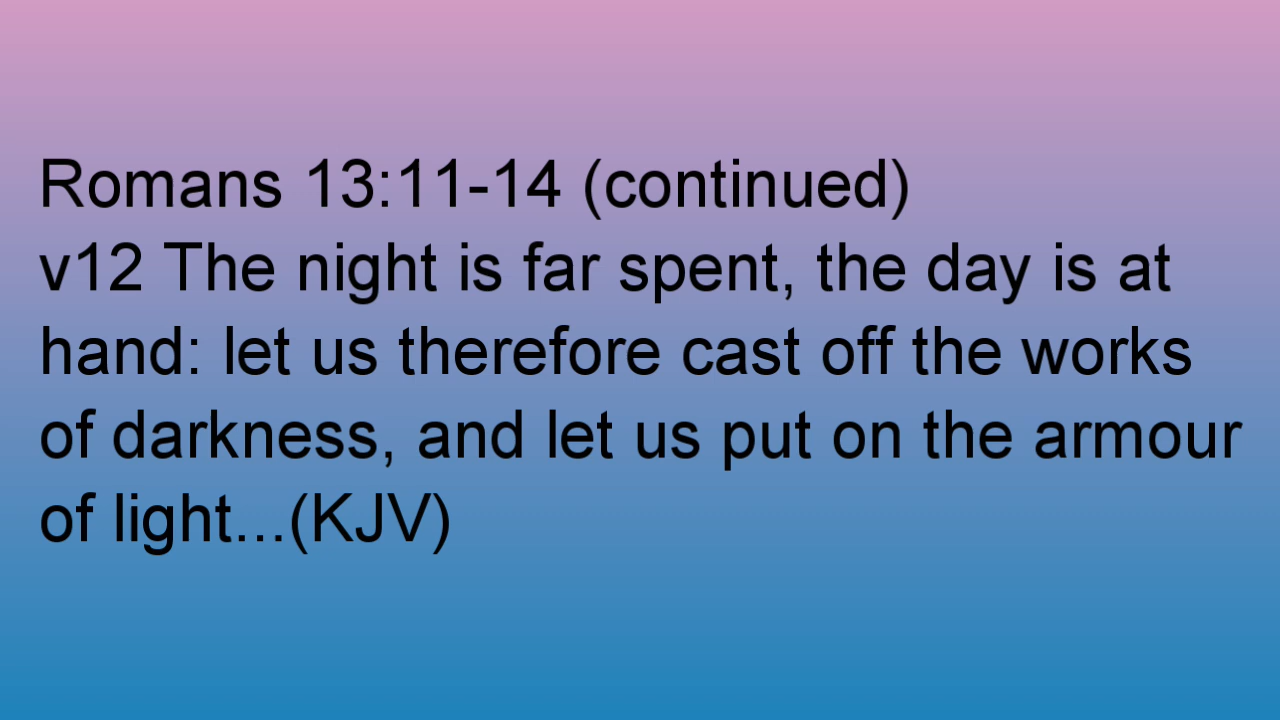 Romans 13:11-14 (continued)
v12 The night is far spent, the day is at
hand: let us therefore cast off the works
of darkness, and let us put on the armour
of light...(KJV)